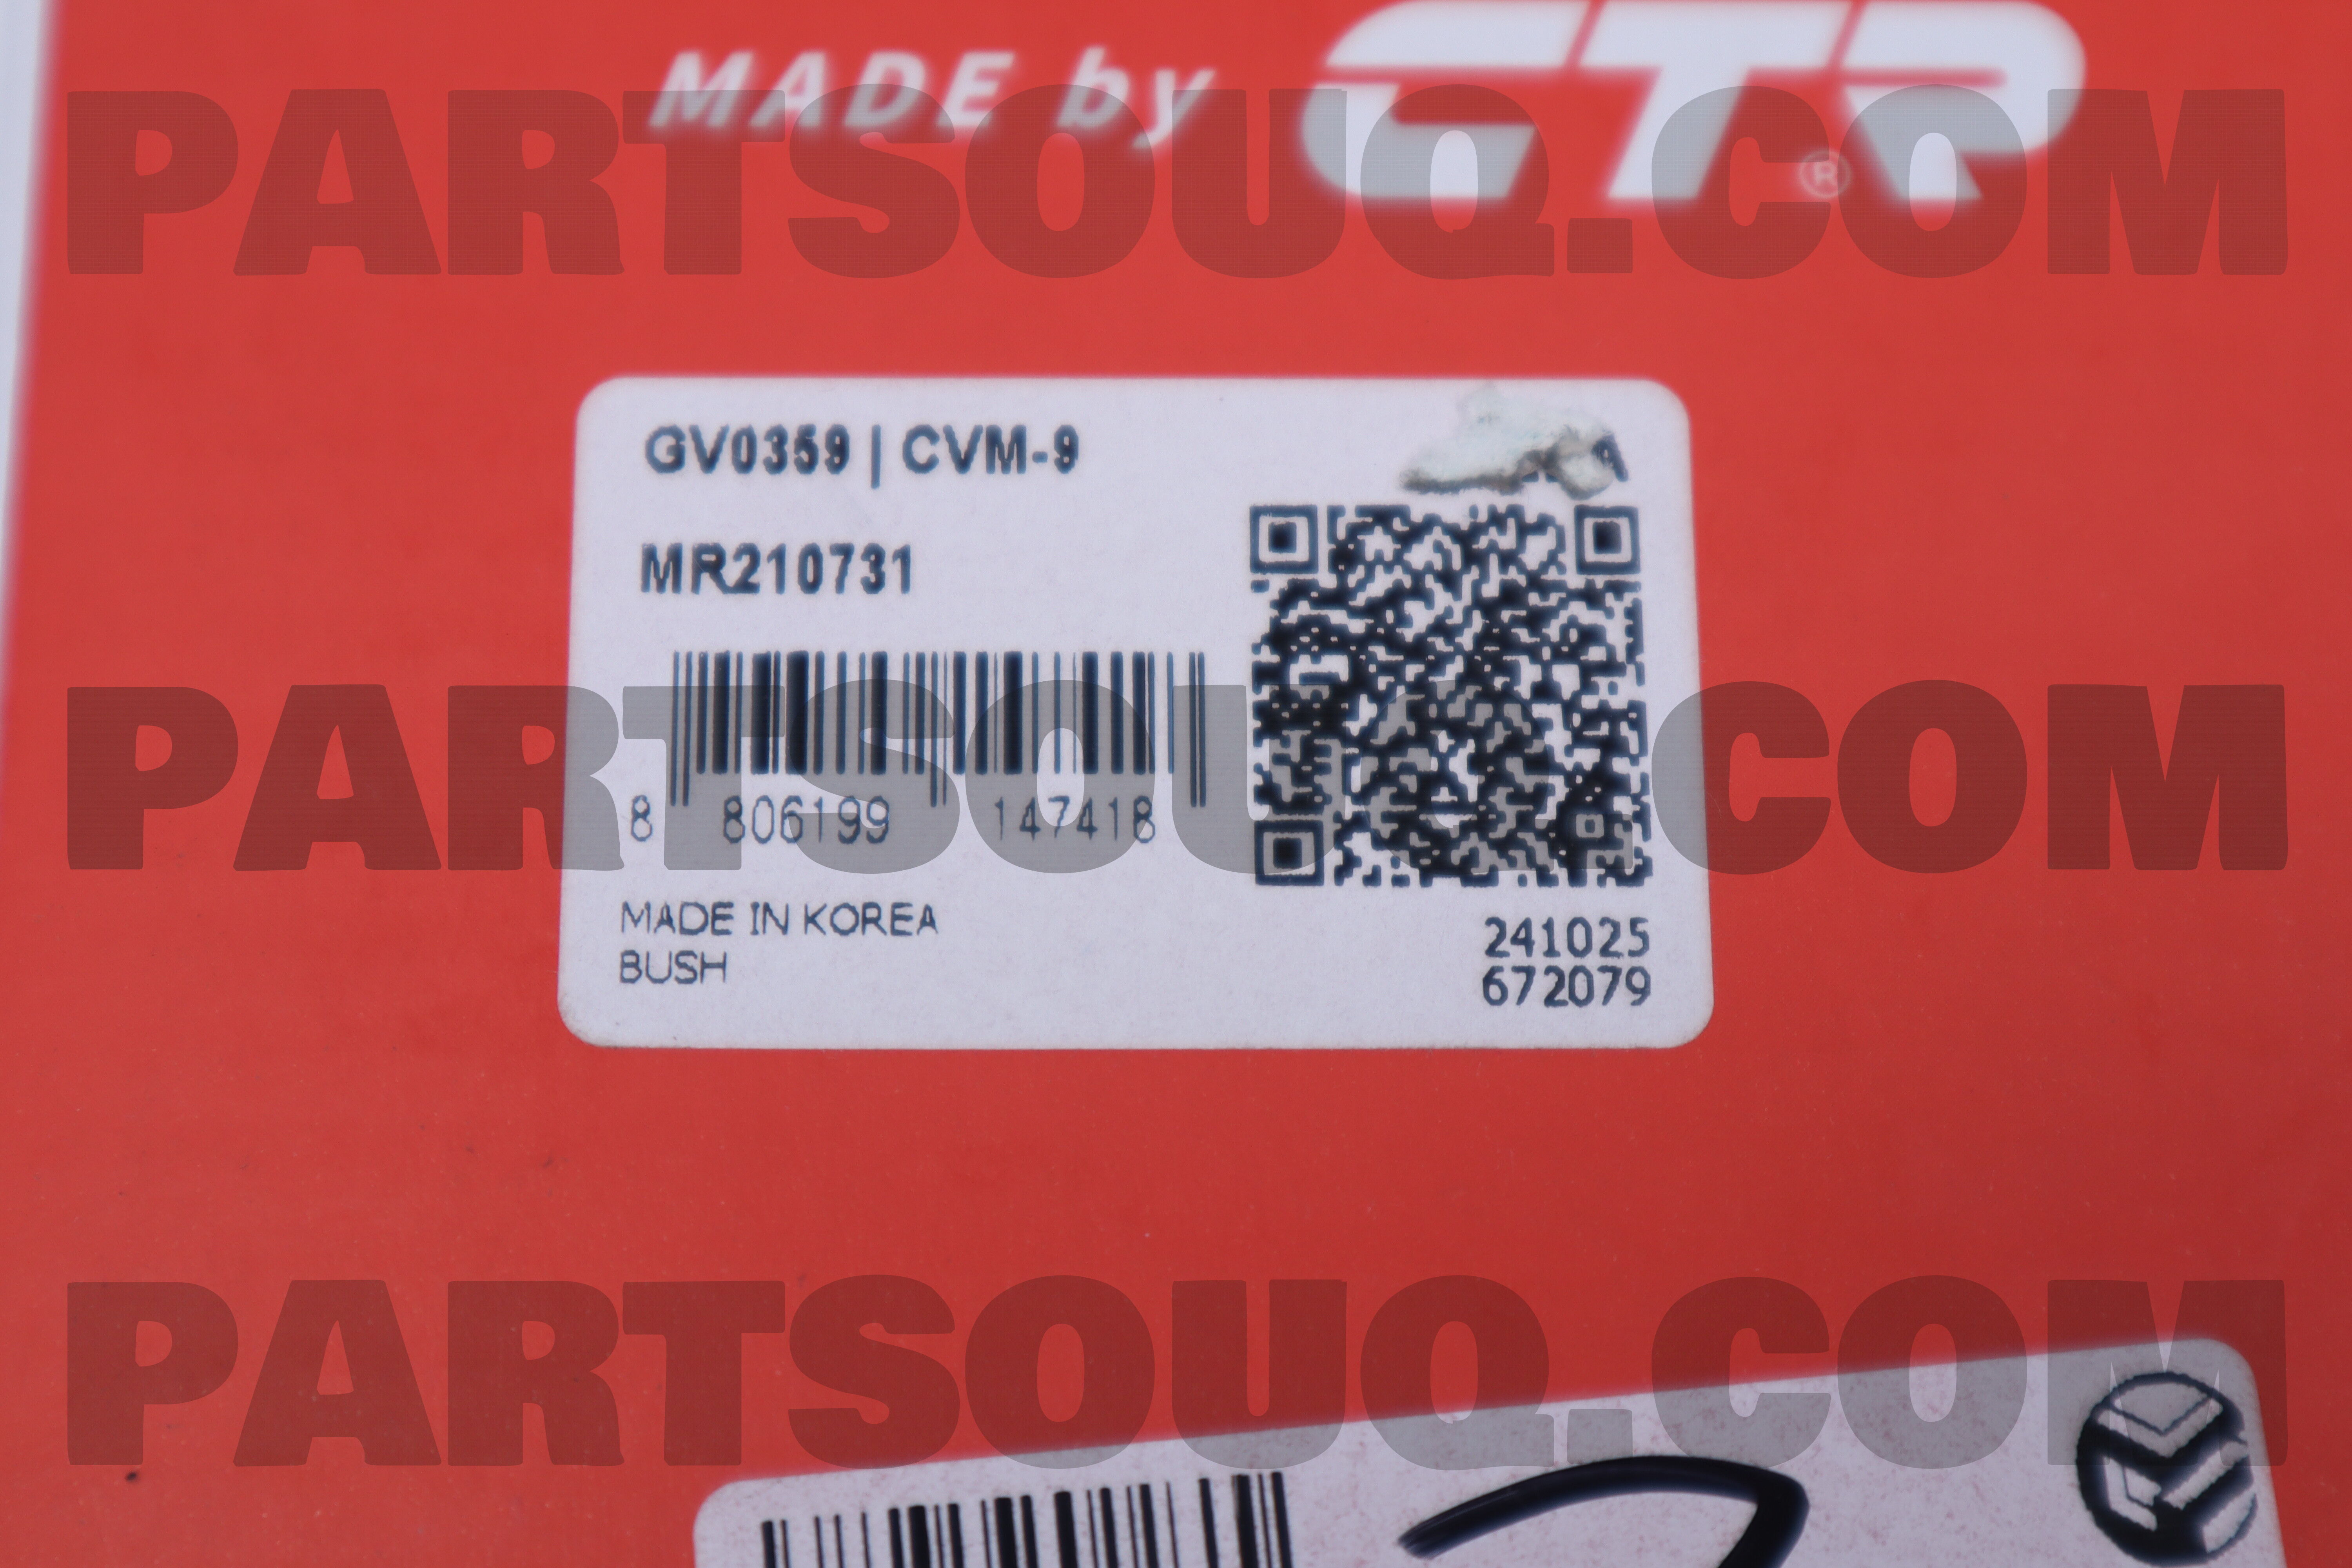 MADE by CTR®
PARTSOUQ.COM
GV0359 | CVM-9
MR210731
8 806199 147418
PARTSOUQ.COM
MADE IN KOREA
BUSH
241025
672079
PARTSOUQ.COM